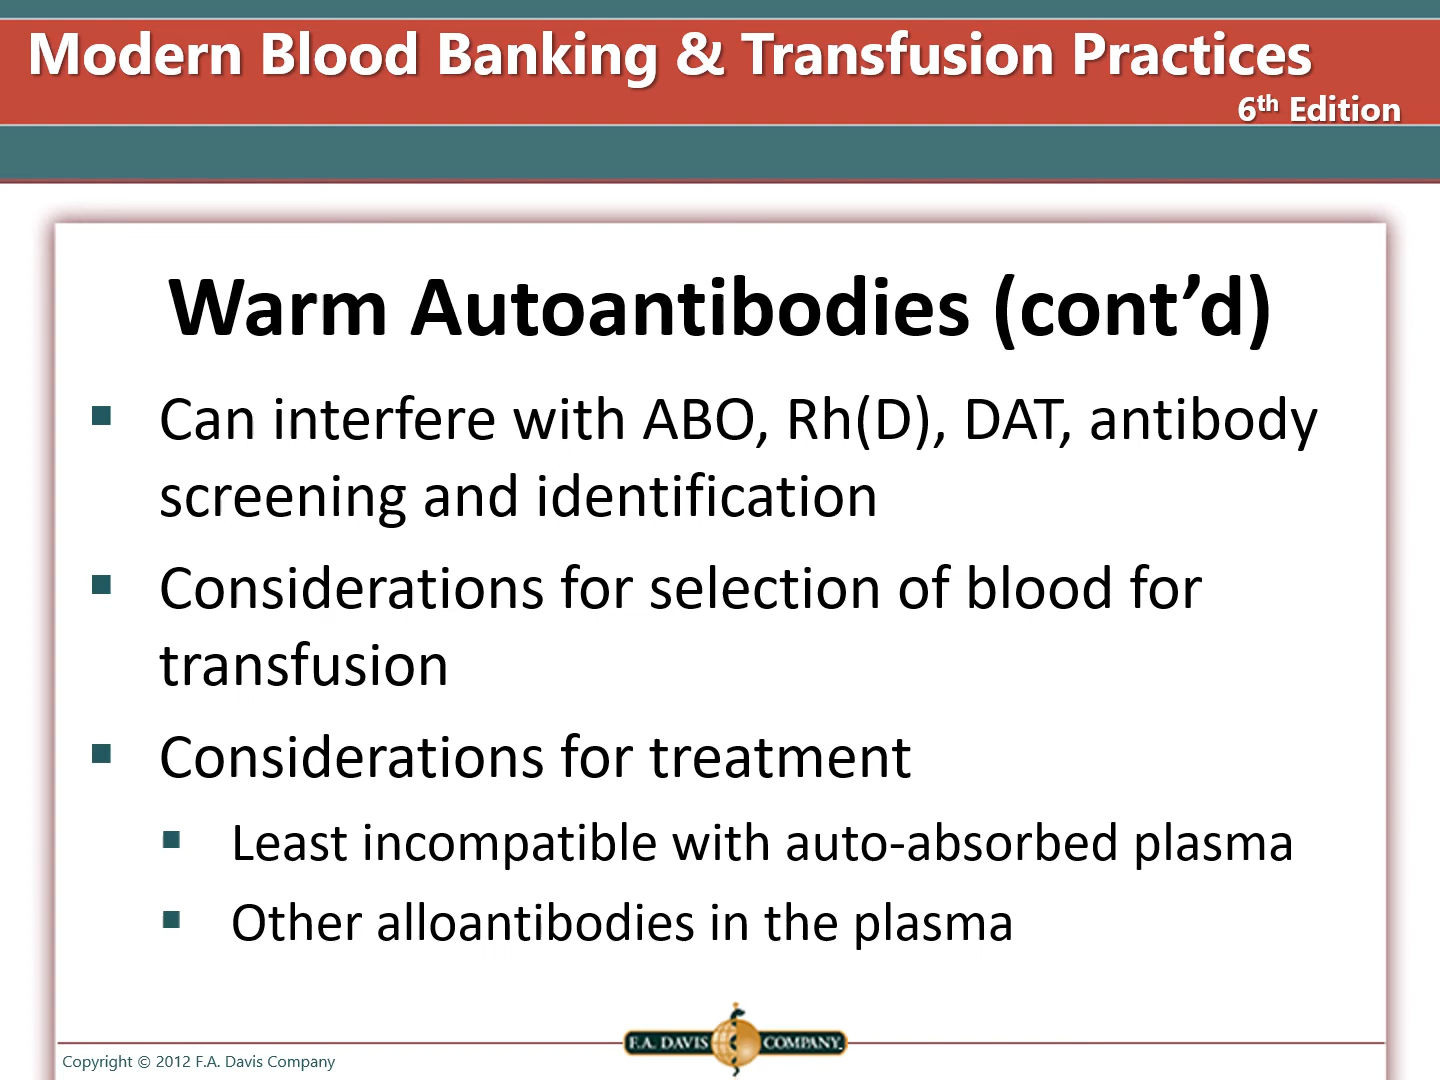 Modern Blood Banking & Transfusion Practices
6th Edition
Warm Autoantibodies (cont’d)
Can interfere with ABO, Rh(D), DAT, antibody
screening and identification
Considerations for selection of blood for
transfusion
Considerations for treatment
Least incompatible with auto-absorbed plasma
Other alloantibodies in the plasma
F.A. DAVIS COMPANY.
Copyright © 2012 F.A. Davis Company